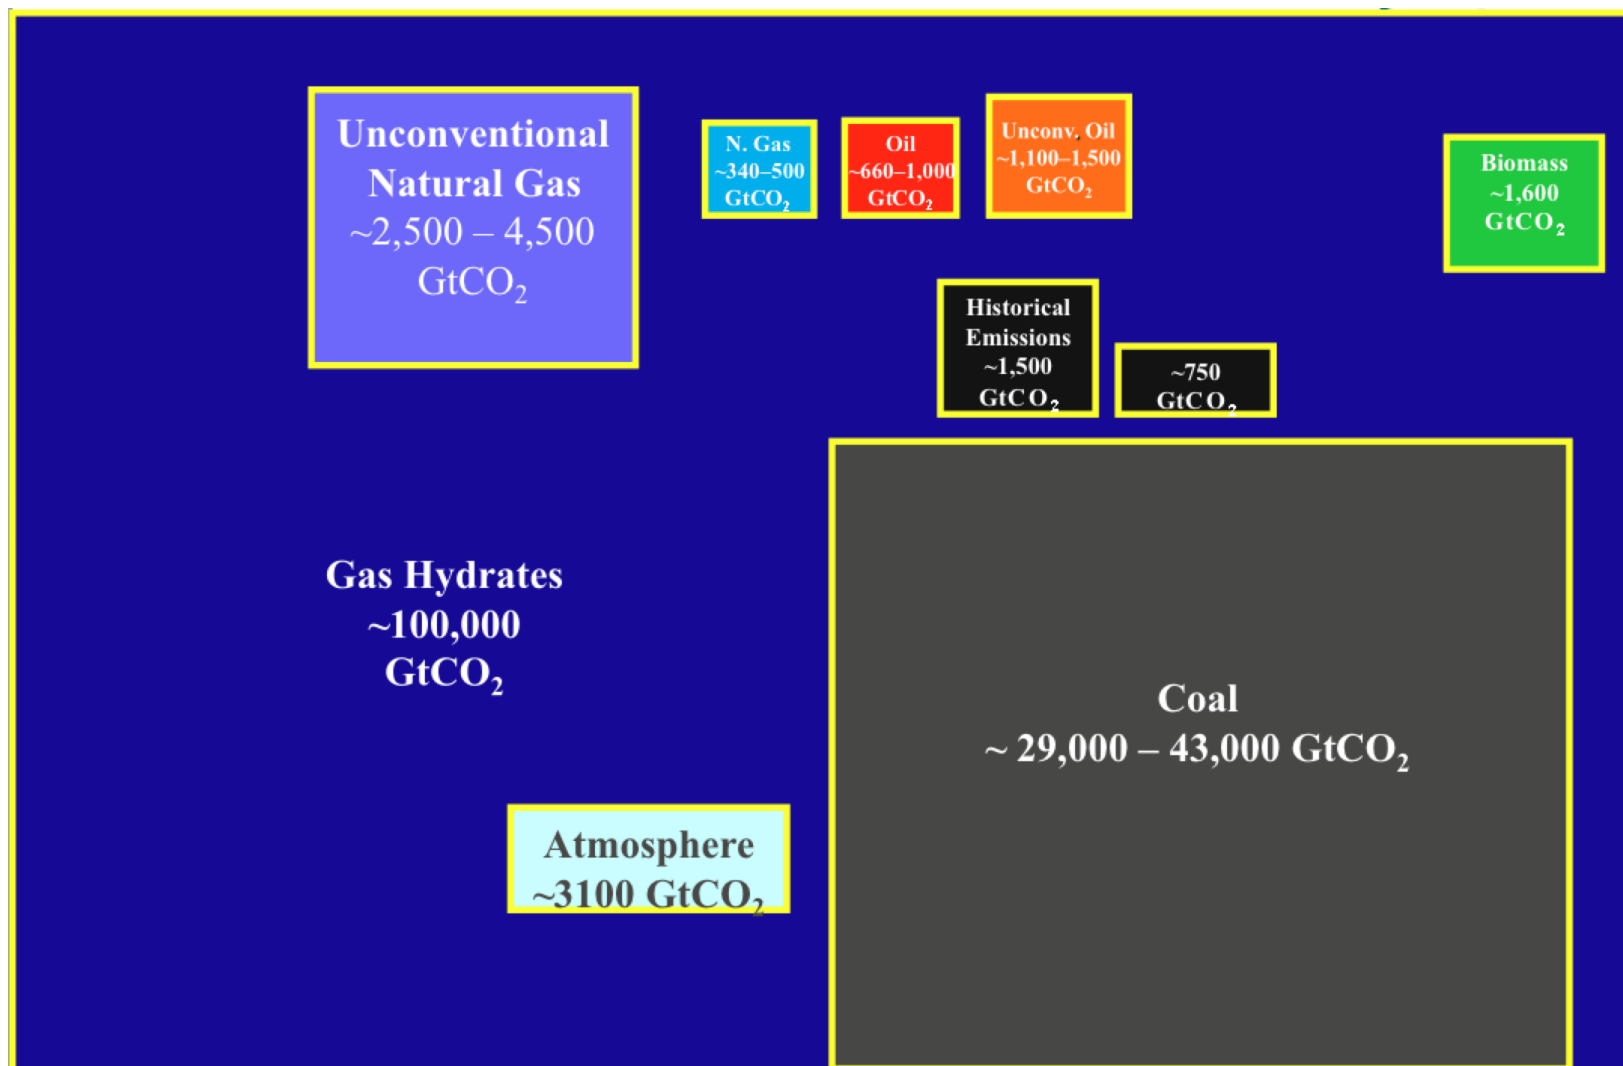 Unconventional
Natural Gas
~2,500 – 4,500
GtCO₂
N. Gas
~340–500
GtCO₂
Oil
~660–1,000
GtCO₂
Unconv. Oil
~1,100–1,500
GtCO₂
Biomass
~1,600
GtCO₂
Historical
Emissions
~1,500
GtCO₂
~750
GtCO₂
Gas Hydrates
~100,000
GtCO₂
Coal
~ 29,000 – 43,000 GtCO₂
Atmosphere
~3100 GtCO₂